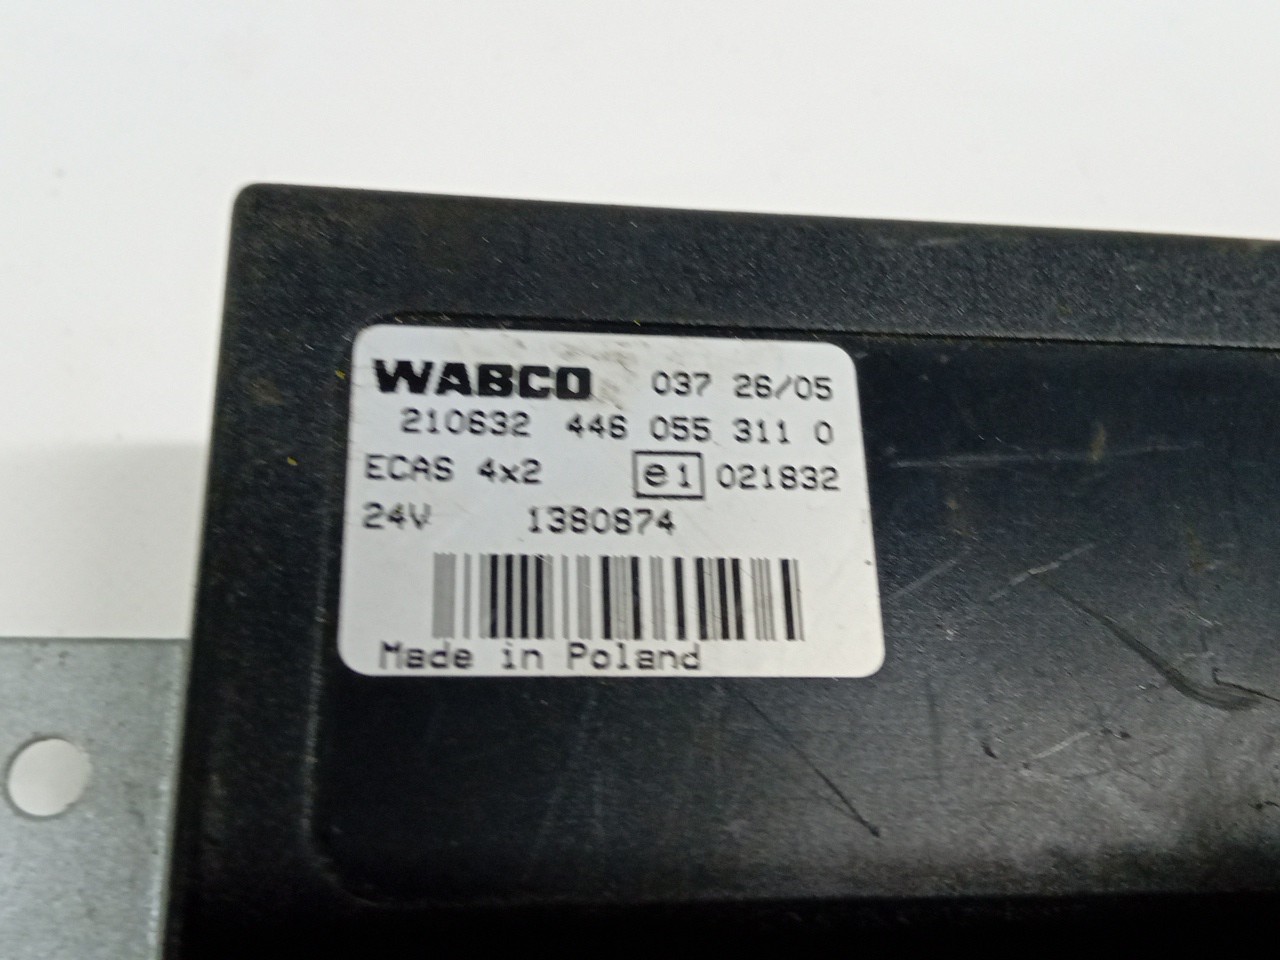 WABCO 037 26/05
210632 446 055 311 0
ECAS 4x2 e1 021832
24V 1380874
Made in Poland